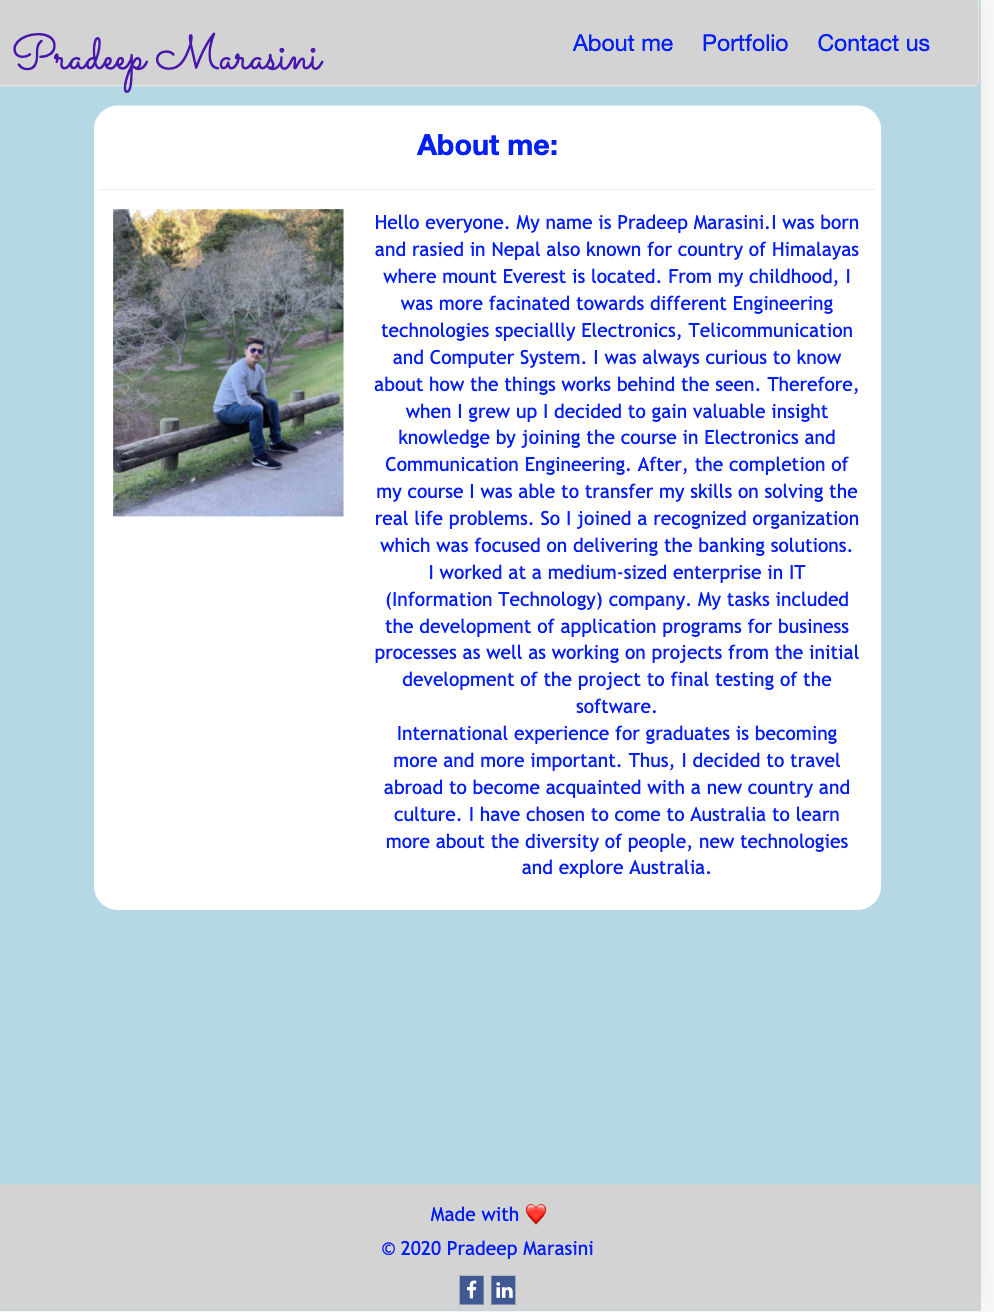 Pradeep Marasini
About me Portfolio Contact us
About me:
Hello everyone. My name is Pradeep Marasini.I was born
and rasied in Nepal also known for country of Himalayas
where mount Everest is located. From my childhood, I
was more facinated towards different Engineering
technologies speciallly Electronics, Telicommunication
and Computer System. I was always curious to know
about how the things works behind the seen. Therefore,
when I grew up I decided to gain valuable insight
knowledge by joining the course in Electronics and
Communication Engineering. After, the completion of
my course I was able to transfer my skills on solving the
real life problems. So I joined a recognized organization
which was focused on delivering the banking solutions.
I worked at a medium-sized enterprise in IT
(Information Technology) company. My tasks included
the development of application programs for business
processes as well as working on projects from the initial
development of the project to final testing of the
software.
International experience for graduates is becoming
more and more important. Thus, I decided to travel
abroad to become acquainted with a new country and
culture. I have chosen to come to Australia to learn
more about the diversity of people, new technologies
and explore Australia.
Made with ❤️
© 2020 Pradeep Marasini
f in